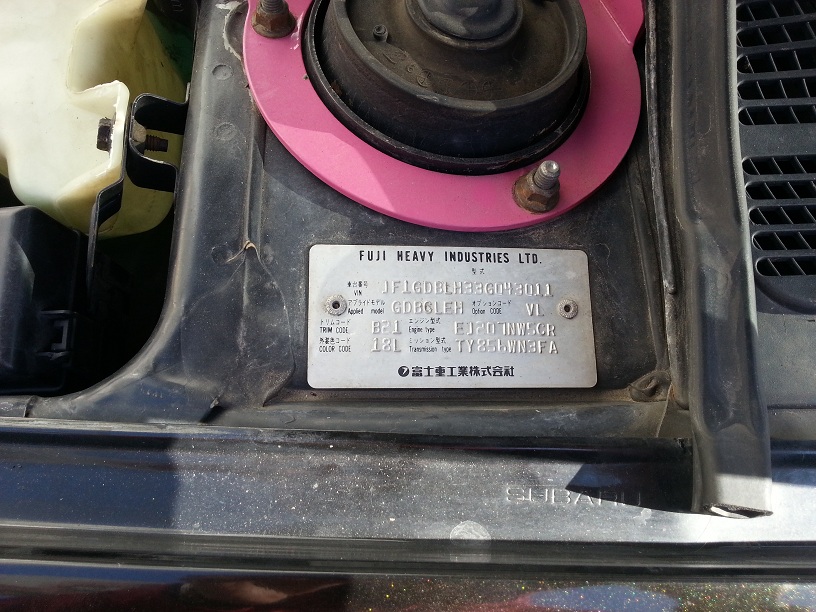 FUJI HEAVY INDUSTRIES LTD.
型式
車台番号 VIN JF1GDBLH33G043011
アプライドモデル Applied model GDB6LEH オプションコード Option CODE VL
トリムコード TRIM CODE B21 エンジン型式 Engine type EJ207NW5CR
外装色コード COLOR CODE 18L ミッション型式 Transmission type TY856WN3FA
富士重工業株式会社
SUBARU